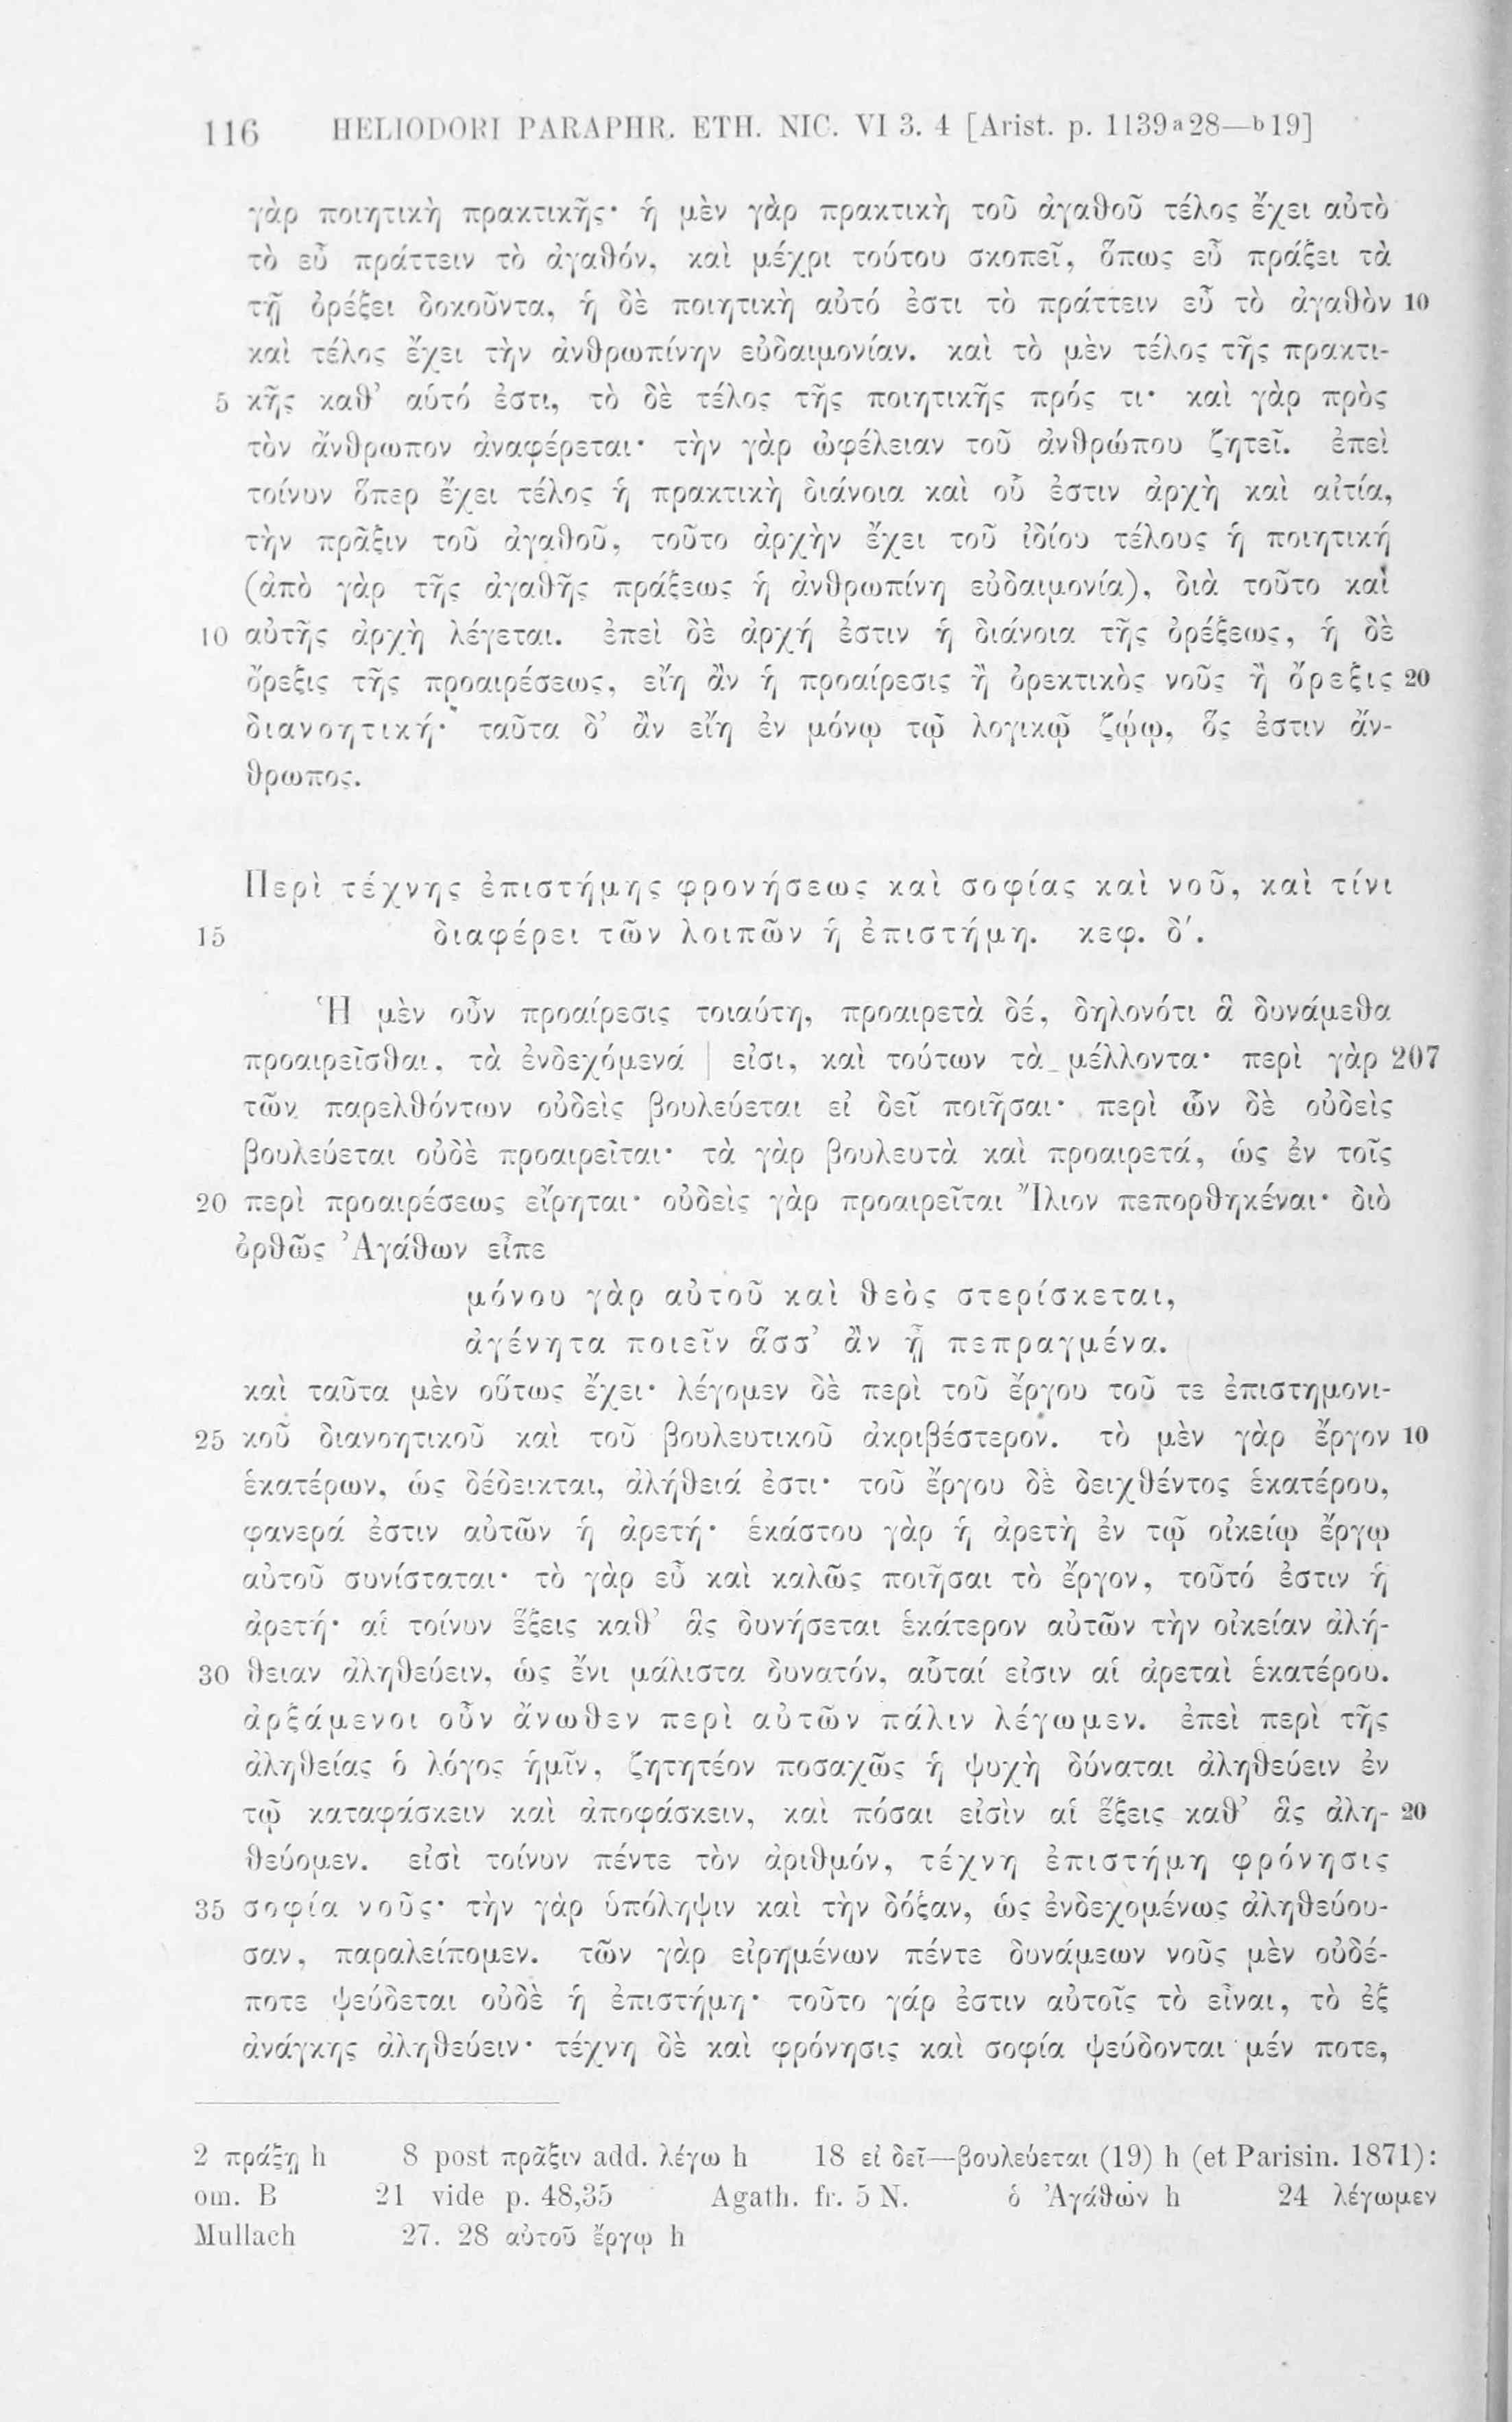 116 HELIODORI PARAPHR. ETH. NIC. VI 3. 4 [Arist. p. 1139ᵃ28—ᵇ19]
γὰρ ποιητικὴ πρακτικῆς· ἡ μὲν γὰρ πρακτικὴ τοῦ ἀγαθοῦ τέλος ἔχει αὐτὸ
τὸ εὖ πράττειν τὸ ἀγαθόν, καὶ μέχρι τούτου σκοπεῖ, ὅπως εὖ πράξει τὰ
τῇ ὀρέξει δοκοῦντα, ἡ δὲ ποιητικὴ αὐτό ἐστι τὸ πράττειν εὖ τὸ ἀγαθὸν 10
καὶ τέλος ἔχει τὴν ἀνθρωπίνην εὐδαιμονίαν. καὶ τὸ μὲν τέλος τῆς πρακτι-
5 κῆς καθ’ αὑτό ἐστι, τὸ δὲ τέλος τῆς ποιητικῆς πρός τι· καὶ γὰρ πρὸς
τὸν ἄνθρωπον ἀναφέρεται· τὴν γὰρ ὠφέλειαν τοῦ ἀνθρώπου ζητεῖ. ἐπεὶ
τοίνυν ὅπερ ἔχει τέλος ἡ πρακτικὴ διάνοια καὶ οὗ ἐστιν ἀρχὴ καὶ αἰτία,
τὴν πρᾶξιν τοῦ ἀγαθοῦ, τοῦτο ἀρχὴν ἔχει τοῦ ἰδίου τέλους ἡ ποιητική
(ἀπὸ γὰρ τῆς ἀγαθῆς πράξεως ἡ ἀνθρωπίνη εὐδαιμονία), διὰ τοῦτο καὶ
10 αὐτῆς ἀρχὴ λέγεται. ἐπεὶ δὲ ἀρχή ἐστιν ἡ διάνοια τῆς ὀρέξεως, ἡ δὲ
ὄρεξις τῆς προαιρέσεως, εἴη ἂν ἡ προαίρεσις ἢ ὀρεκτικὸς νοῦς ἢ ὄρεξις 20
διανοητική· ταῦτα δ’ ἂν εἴη ἐν μόνῳ τῷ λογικῷ ζῴῳ, ὅς ἐστιν ἄν-
θρωπος.
Περὶ τέχνης ἐπιστήμης φρονήσεως καὶ σοφίας καὶ νοῦ, καὶ τίνι
15 διαφέρει τῶν λοιπῶν ἡ ἐπιστήμη. κεφ. δ΄.
Ἡ μὲν οὖν προαίρεσις τοιαύτη, προαιρετὰ δέ, δηλονότι ἃ δυνάμεθα
προαιρεῖσθαι, τὰ ἐνδεχόμενά | εἰσι, καὶ τούτων τὰ μέλλοντα· περὶ γὰρ 207
τῶν παρελθόντων οὐδεὶς βουλεύεται εἰ δεῖ ποιῆσαι· περὶ ὧν δὲ οὐδεὶς
βουλεύεται οὐδὲ προαιρεῖται· τὰ γὰρ βουλευτὰ καὶ προαιρετά, ὡς ἐν τοῖς
20 περὶ προαιρέσεως εἴρηται· οὐδεὶς γὰρ προαιρεῖται Ἴλιον πεπορθηκέναι· διὸ
ὀρθῶς Ἀγάθων εἶπε
μόνου γὰρ αὐτοῦ καὶ θεὸς στερίσκεται,
ἀγένητα ποιεῖν ἅσσ’ ἂν ᾖ πεπραγμένα.
καὶ ταῦτα μὲν οὕτως ἔχει· λέγομεν δὲ περὶ τοῦ ἔργου τοῦ τε ἐπιστημονι-
25 κοῦ διανοητικοῦ καὶ τοῦ βουλευτικοῦ ἀκριβέστερον. τὸ μὲν γὰρ ἔργον 10
ἑκατέρων, ὡς δέδεικται, ἀλήθειά ἐστι· τοῦ ἔργου δὲ δειχθέντος ἑκατέρου,
φανερά ἐστιν αὐτῶν ἡ ἀρετή· ἑκάστου γὰρ ἡ ἀρετὴ ἐν τῷ οἰκείῳ ἔργῳ
αὐτοῦ συνίσταται· τὸ γὰρ εὖ καὶ καλῶς ποιῆσαι τὸ ἔργον, τοῦτό ἐστιν ἡ
ἀρετή· αἱ τοίνυν ἕξεις καθ’ ἃς δυνήσεται ἑκάτερον αὐτῶν τὴν οἰκείαν ἀλή-
30 θειαν ἀληθεύειν, ὡς ἔνι μάλιστα δυνατόν, αὗταί εἰσιν αἱ ἀρεταὶ ἑκατέρου.
ἀρξάμενοι οὖν ἄνωθεν περὶ αὐτῶν πάλιν λέγωμεν. ἐπεὶ περὶ τῆς
ἀληθείας ὁ λόγος ἡμῖν, ζητητέον ποσαχῶς ἡ ψυχὴ δύναται ἀληθεύειν ἐν
τῷ καταφάσκειν καὶ ἀποφάσκειν, καὶ πόσαι εἰσὶν αἱ ἕξεις καθ’ ἃς ἀλη- 20
θεύομεν. εἰσὶ τοίνυν πέντε τὸν ἀριθμόν, τέχνη ἐπιστήμη φρόνησις
35 σοφία νοῦς· τὴν γὰρ ὑπόληψιν καὶ τὴν δόξαν, ὡς ἐνδεχομένως ἀληθεύου-
σαν, παραλείπομεν. τῶν γὰρ εἰρημένων πέντε δυνάμεων νοῦς μὲν οὐδέ-
ποτε ψεύδεται οὐδὲ ἡ ἐπιστήμη· τοῦτο γάρ ἐστιν αὐτοῖς τὸ εἶναι, τὸ ἐξ
ἀνάγκης ἀληθεύειν· τέχνη δὲ καὶ φρόνησις καὶ σοφία ψεύδονται μέν ποτε,
2 πράξῃ h 8 post πρᾶξιν add. λέγω h 18 εἰ δεῖ—βουλεύεται (19) h (et Parisin. 1871):
om. B 21 vide p. 48,35 Agath. fr. 5 N. ὁ Ἀγάθων h 24 λέγωμεν
Mullach 27. 28 αὐτοῦ ἔργῳ h